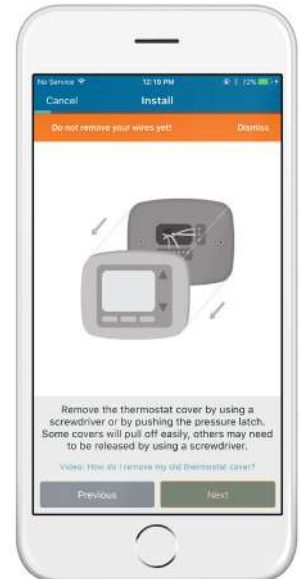 No Service 12:19 PM 72%
Cancel Install
Do not remove your wires yet! Dismiss
Remove the thermostat cover by using a
screwdriver or by pushing the pressure latch.
Some covers will pull off easily, others may need
to be released by using a screwdriver.
Video: How do I remove my old thermostat cover?
Previous Next